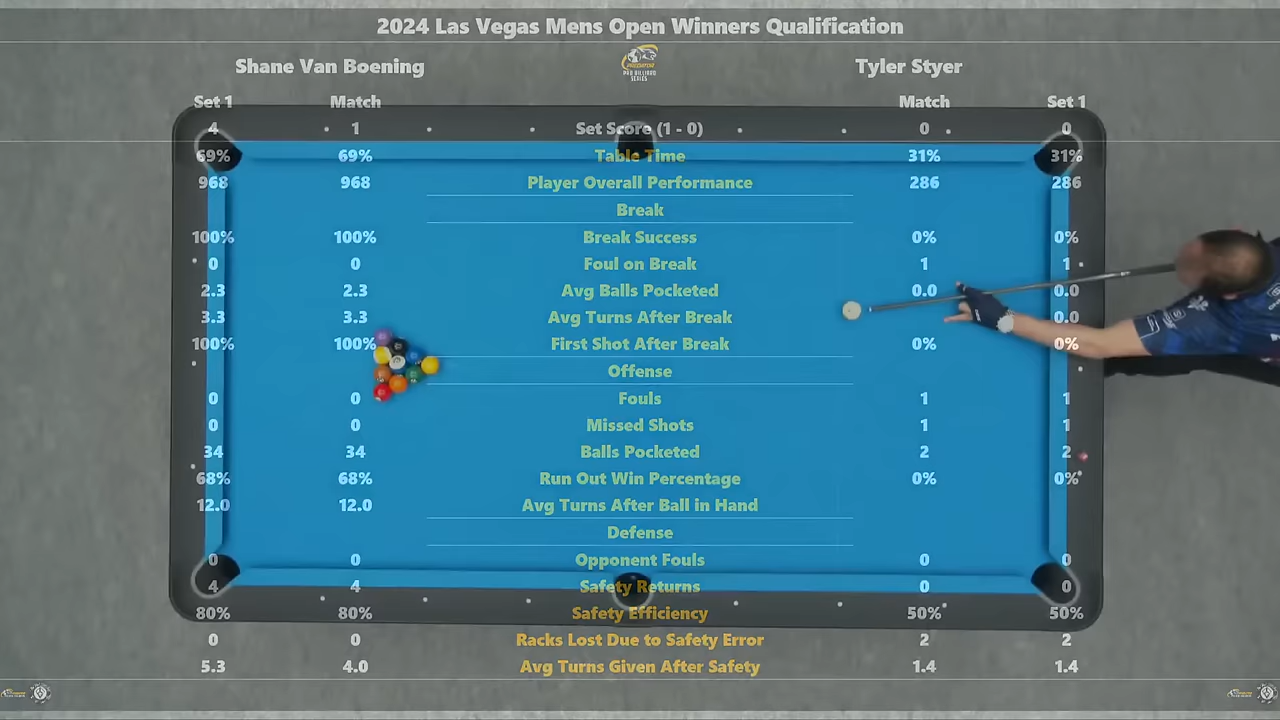 2024 Las Vegas Mens Open Winners Qualification
Shane Van Boening Tyler Styer
PREDATOR
PRO BILLIARD
SERIES
Set 1 Match Match Set 1
4 1 Set Score (1 - 0) 0 0
69% 69% Table Time 31% 31%
968 968 Player Overall Performance 286 286
Break
100% 100% Break Success 0% 0%
0 0 Foul on Break 1 1
2.3 2.3 Avg Balls Pocketed 0.0 0.0
3.3 3.3 Avg Turns After Break 0.0
100% 100% First Shot After Break 0% 0%
Offense
0 0 Fouls 1 1
0 0 Missed Shots 1 1
34 34 Balls Pocketed 2 2
68% 68% Run Out Win Percentage 0% 0%
12.0 12.0 Avg Turns After Ball in Hand
Defense
0 0 Opponent Fouls 0 0
4 4 Safety Returns 0 0
80% 80% Safety Efficiency 50% 50%
0 0 Racks Lost Due to Safety Error 2 2
5.3 4.0 Avg Turns Given After Safety 1.4 1.4